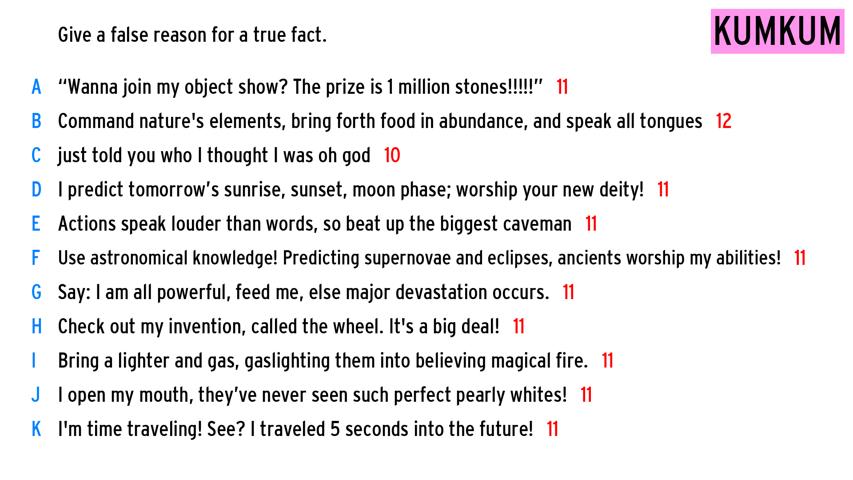 Give a false reason for a true fact.
KUMKUM
A “Wanna join my object show? The prize is 1 million stones!!!!!” 11
B Command nature's elements, bring forth food in abundance, and speak all tongues 12
C just told you who I thought I was oh god 10
D I predict tomorrow’s sunrise, sunset, moon phase; worship your new deity! 11
E Actions speak louder than words, so beat up the biggest caveman 11
F Use astronomical knowledge! Predicting supernovae and eclipses, ancients worship my abilities! 11
G Say: I am all powerful, feed me, else major devastation occurs. 11
H Check out my invention, called the wheel. It's a big deal! 11
I Bring a lighter and gas, gaslighting them into believing magical fire. 11
J I open my mouth, they’ve never seen such perfect pearly whites! 11
K I'm time traveling! See? I traveled 5 seconds into the future! 11